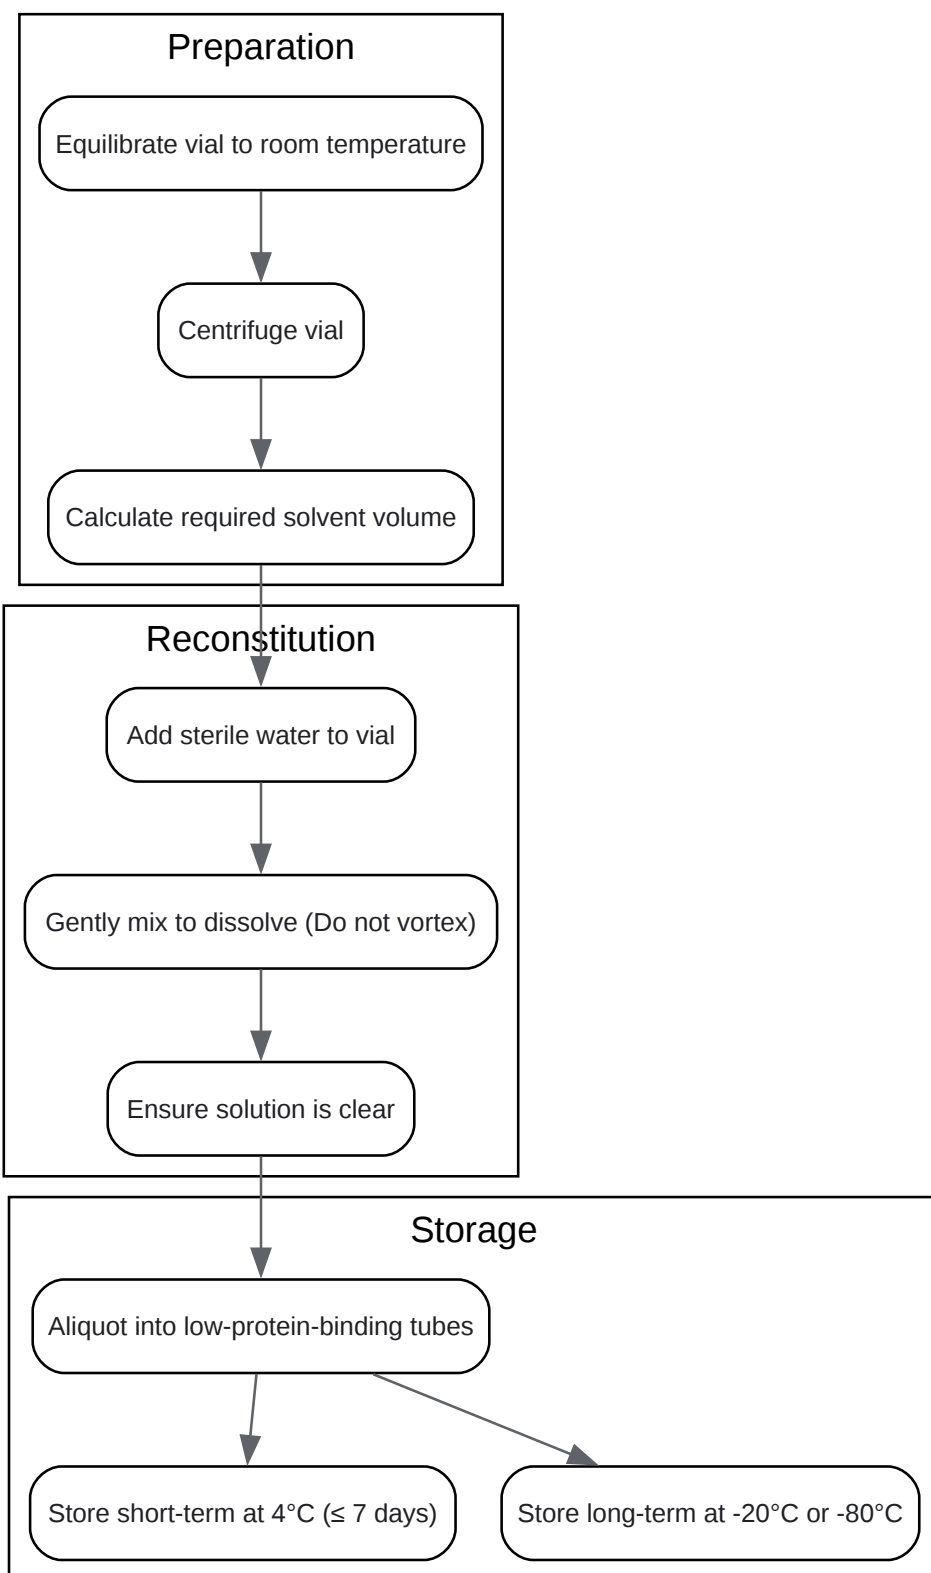 Preparation
Equilibrate vial to room temperature
Centrifuge vial
Calculate required solvent volume
Reconstitution
Add sterile water to vial
Gently mix to dissolve (Do not vortex)
Ensure solution is clear
Storage
Aliquot into low-protein-binding tubes
Store short-term at 4°C (≤ 7 days)
Store long-term at -20°C or -80°C